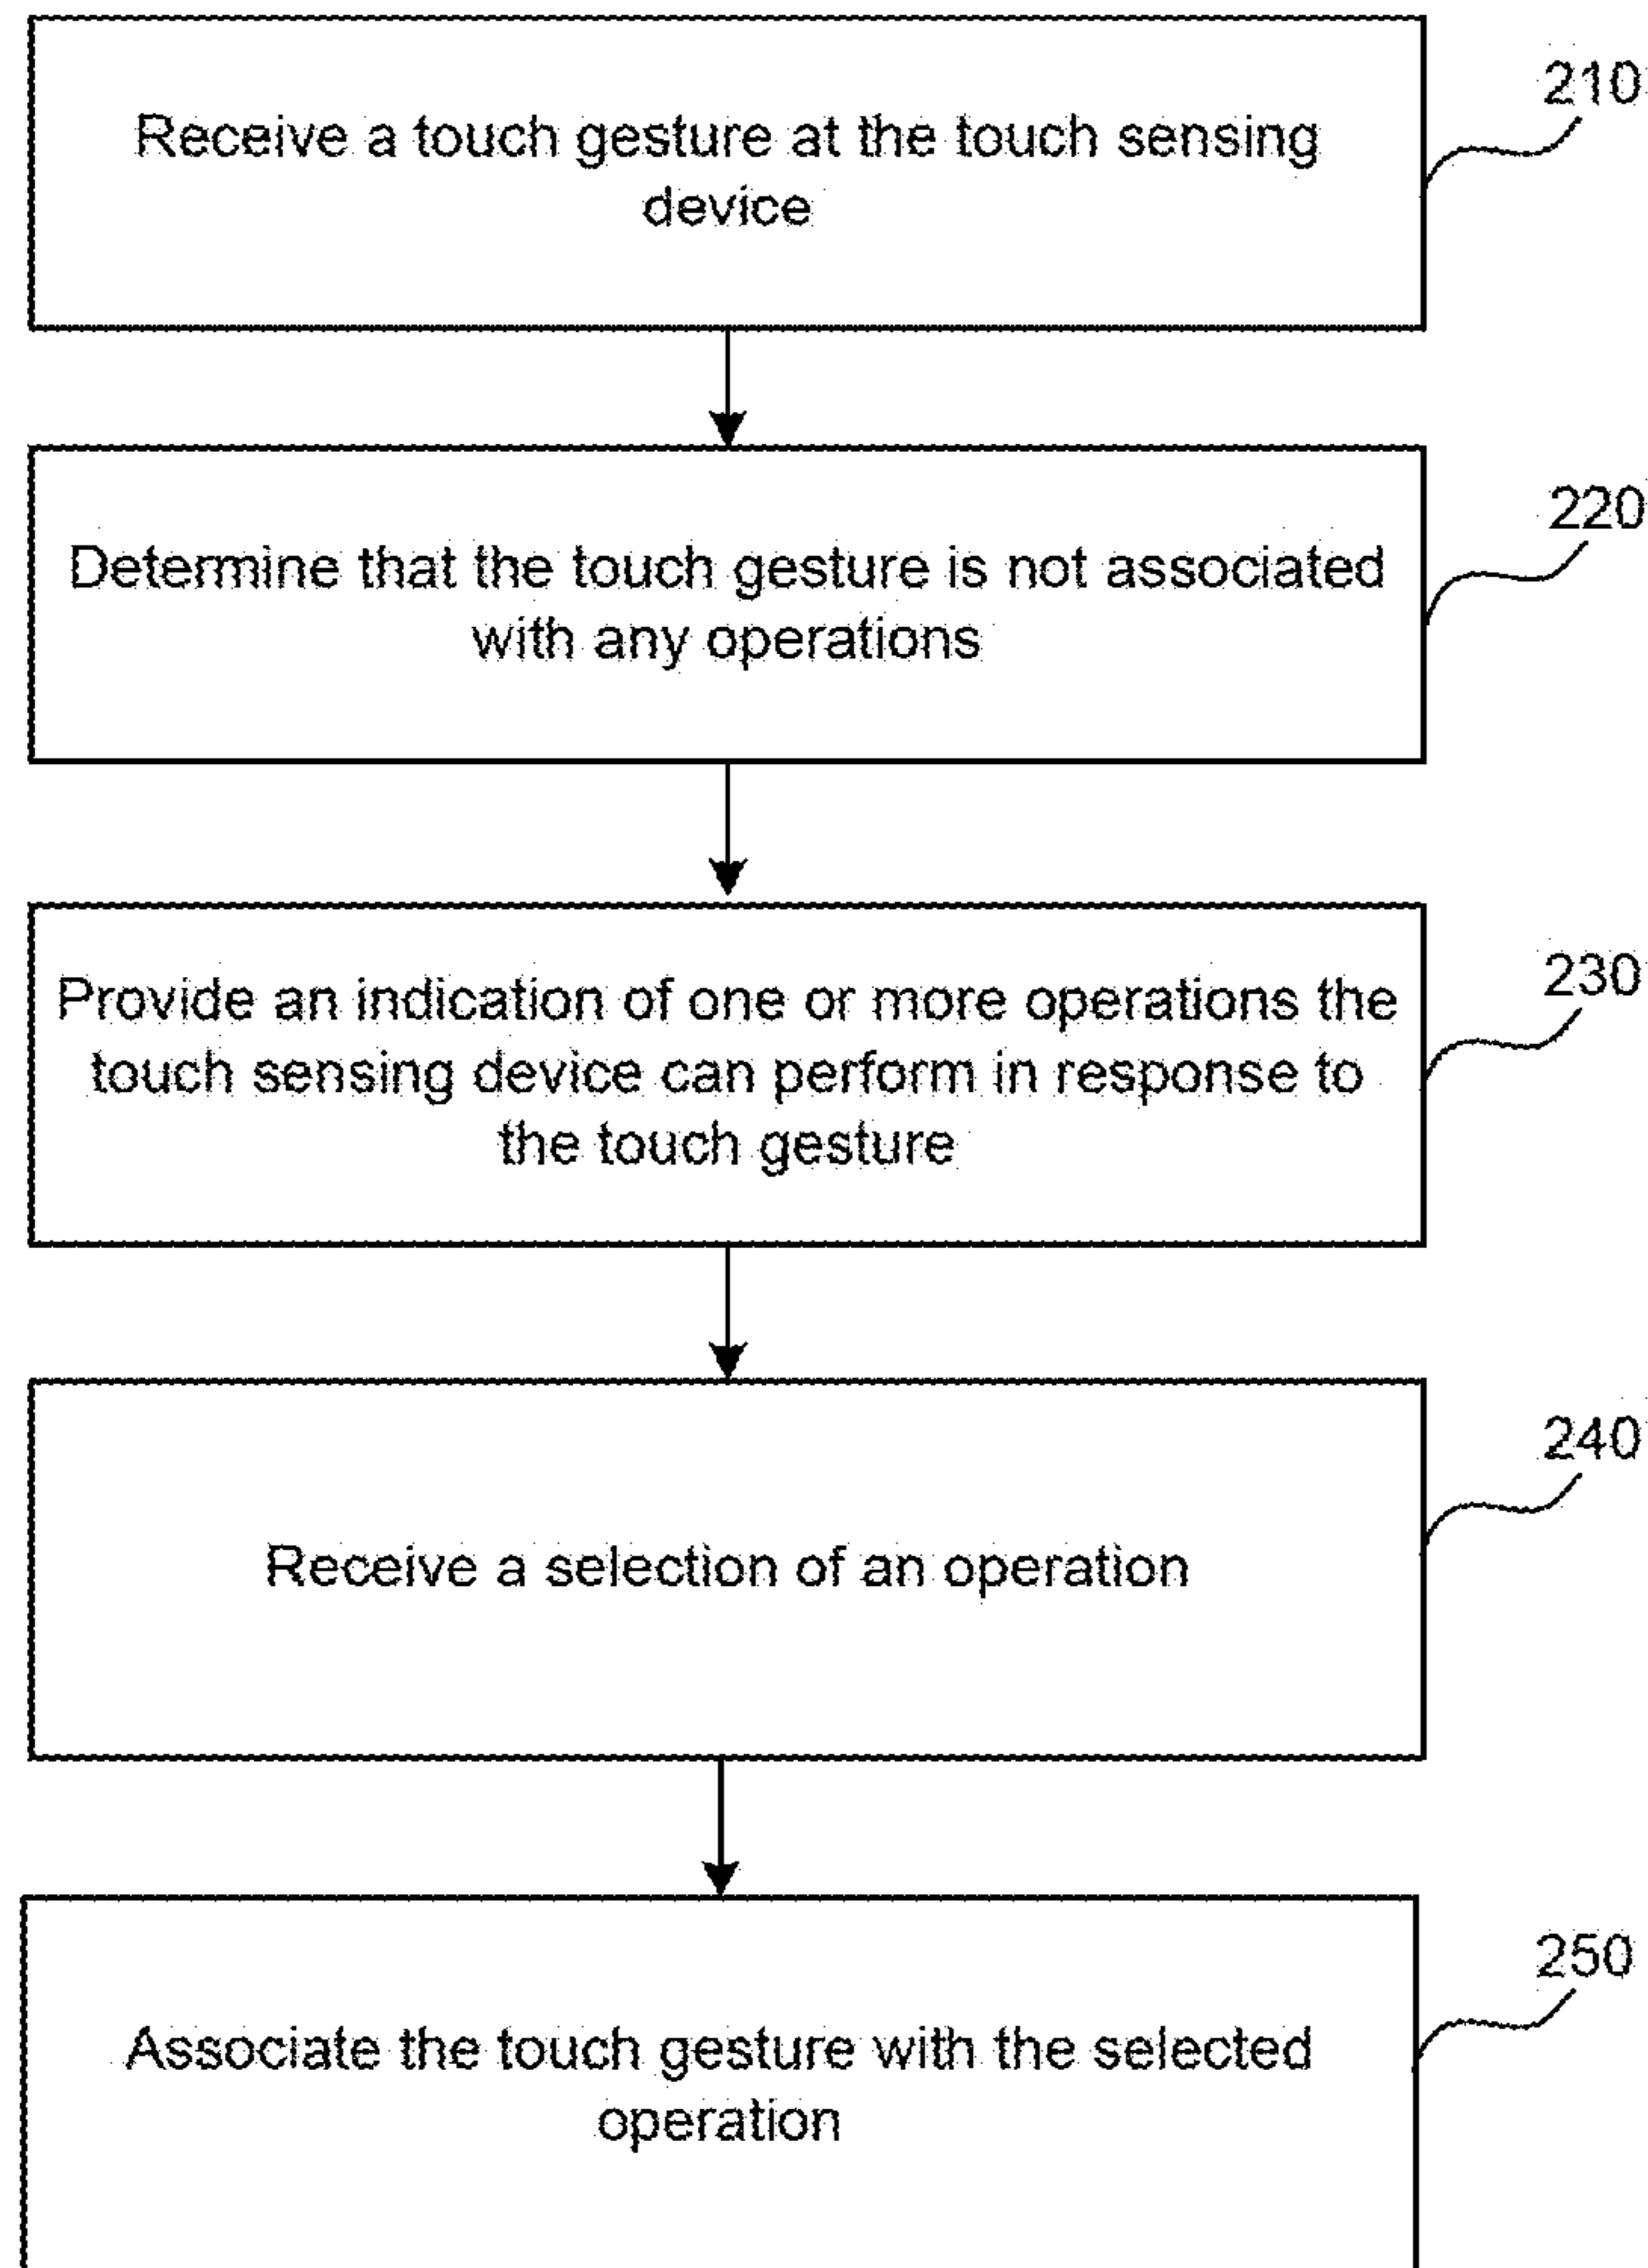 Receive a touch gesture at the touch sensing
device
210
Determine that the touch gesture is not associated
with any operations
220
Provide an indication of one or more operations the
touch sensing device can perform in response to
the touch gesture
230
Receive a selection of an operation
240
Associate the touch gesture with the selected
operation
250